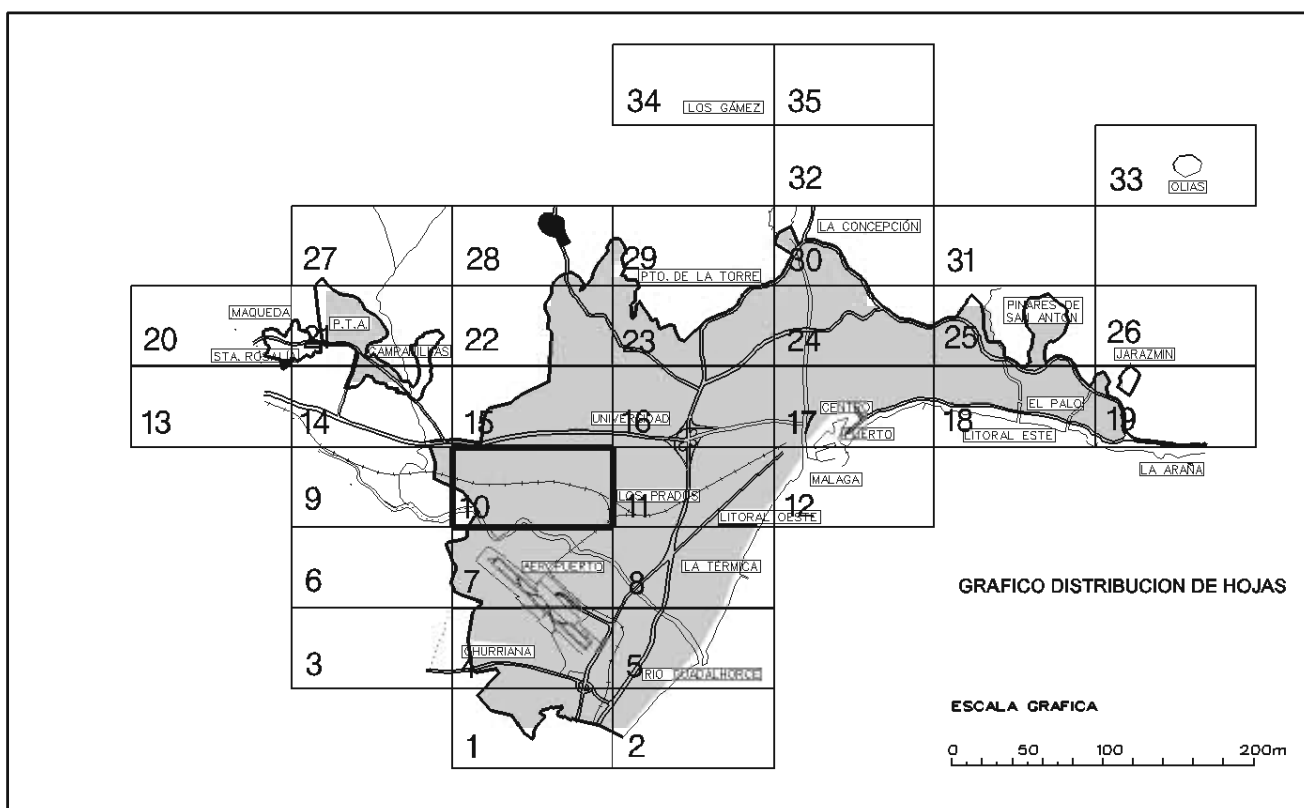 34
LOS GÁMEZ
35
32
33
OLIAS
27
28
29
PTO. DE LA TORRE
LA CONCEPCIÓN
30
31
MAQUEDA
P.T.A.
20
STA. ROSALIA
21
CAMPANILLAS
22
23
24
25
PINARES DE
SAN ANTON
26
JARAZMIN
13
14
15
UNIVERSIDAD
16
17
CENTRO
PUERTO
18
EL PALO
LITORAL ESTE
19
LA ARAÑA
MALAGA
9
10
LOS PRADOS
11
12
LITORAL OESTE
6
7
AEROPUERTO
8
LA TÉRMICA
GRAFICO DISTRIBUCION DE HOJAS
3
CHURRIANA
5
RIO GUADALHORCE
1
2
ESCALA GRAFICA
0 50 100 200m